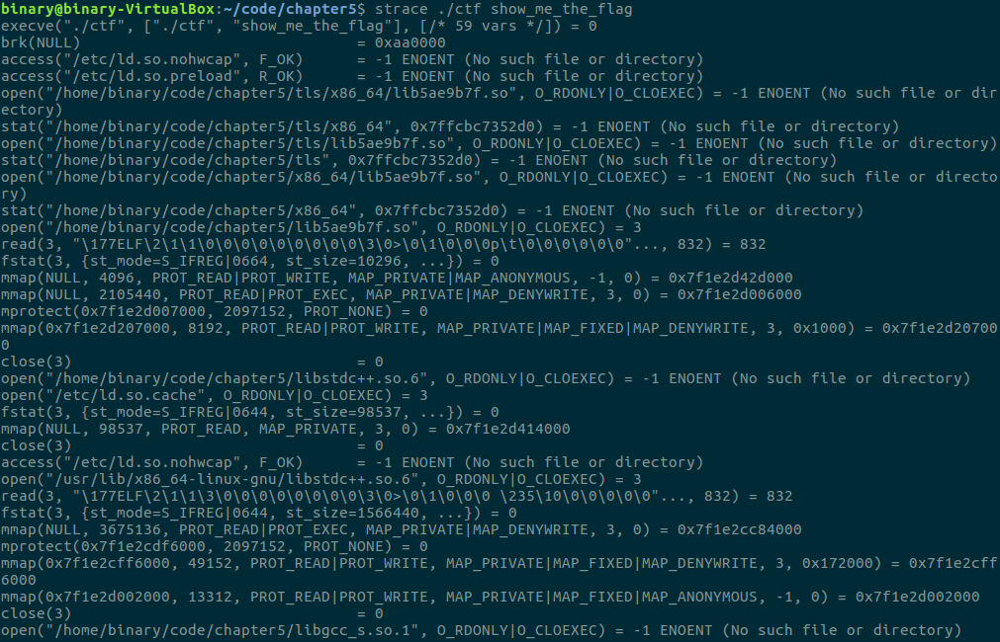 binary@binary-VirtualBox:~/code/chapter5$ strace ./ctf show_me_the_flag
execve("./ctf", ["./ctf", "show_me_the_flag"], [/* 59 vars */]) = 0
brk(NULL)                               = 0xaa0000
access("/etc/ld.so.nohwcap", F_OK)      = -1 ENOENT (No such file or directory)
access("/etc/ld.so.preload", R_OK)      = -1 ENOENT (No such file or directory)
open("/home/binary/code/chapter5/tls/x86_64/lib5ae9b7f.so", O_RDONLY|O_CLOEXEC) = -1 ENOENT (No such file or dir
ectory)
stat("/home/binary/code/chapter5/tls/x86_64", 0x7ffcbc7352d0) = -1 ENOENT (No such file or directory)
open("/home/binary/code/chapter5/tls/lib5ae9b7f.so", O_RDONLY|O_CLOEXEC) = -1 ENOENT (No such file or directory)
stat("/home/binary/code/chapter5/tls", 0x7ffcbc7352d0) = -1 ENOENT (No such file or directory)
open("/home/binary/code/chapter5/x86_64/lib5ae9b7f.so", O_RDONLY|O_CLOEXEC) = -1 ENOENT (No such file or directo
ry)
stat("/home/binary/code/chapter5/x86_64", 0x7ffcbc7352d0) = -1 ENOENT (No such file or directory)
open("/home/binary/code/chapter5/lib5ae9b7f.so", O_RDONLY|O_CLOEXEC) = 3
read(3, "\177ELF\2\1\1\0\0\0\0\0\0\0\0\0\3\0>\0\1\0\0\0p\t\0\0\0\0\0\0"..., 832) = 832
fstat(3, {st_mode=S_IFREG|0664, st_size=10296, ...}) = 0
mmap(NULL, 4096, PROT_READ|PROT_WRITE, MAP_PRIVATE|MAP_ANONYMOUS, -1, 0) = 0x7f1e2d42d000
mmap(NULL, 2105440, PROT_READ|PROT_EXEC, MAP_PRIVATE|MAP_DENYWRITE, 3, 0) = 0x7f1e2d006000
mprotect(0x7f1e2d007000, 2097152, PROT_NONE) = 0
mmap(0x7f1e2d207000, 8192, PROT_READ|PROT_WRITE, MAP_PRIVATE|MAP_FIXED|MAP_DENYWRITE, 3, 0x1000) = 0x7f1e2d20700
0
close(3)                                = 0
open("/home/binary/code/chapter5/libstdc++.so.6", O_RDONLY|O_CLOEXEC) = -1 ENOENT (No such file or directory)
open("/etc/ld.so.cache", O_RDONLY|O_CLOEXEC) = 3
fstat(3, {st_mode=S_IFREG|0644, st_size=98537, ...}) = 0
mmap(NULL, 98537, PROT_READ, MAP_PRIVATE, 3, 0) = 0x7f1e2d414000
close(3)                                = 0
access("/etc/ld.so.nohwcap", F_OK)      = -1 ENOENT (No such file or directory)
open("/usr/lib/x86_64-linux-gnu/libstdc++.so.6", O_RDONLY|O_CLOEXEC) = 3
read(3, "\177ELF\2\1\1\3\0\0\0\0\0\0\0\0\3\0>\0\1\0\0\0 \235\10\0\0\0\0\0"..., 832) = 832
fstat(3, {st_mode=S_IFREG|0644, st_size=1566440, ...}) = 0
mmap(NULL, 3675136, PROT_READ|PROT_EXEC, MAP_PRIVATE|MAP_DENYWRITE, 3, 0) = 0x7f1e2cc84000
mprotect(0x7f1e2cdf6000, 2097152, PROT_NONE) = 0
mmap(0x7f1e2cff6000, 49152, PROT_READ|PROT_WRITE, MAP_PRIVATE|MAP_FIXED|MAP_DENYWRITE, 3, 0x172000) = 0x7f1e2cff
6000
mmap(0x7f1e2d002000, 13312, PROT_READ|PROT_WRITE, MAP_PRIVATE|MAP_FIXED|MAP_ANONYMOUS, -1, 0) = 0x7f1e2d002000
close(3)                                = 0
open("/home/binary/code/chapter5/libgcc_s.so.1", O_RDONLY|O_CLOEXEC) = -1 ENOENT (No such file or directory)